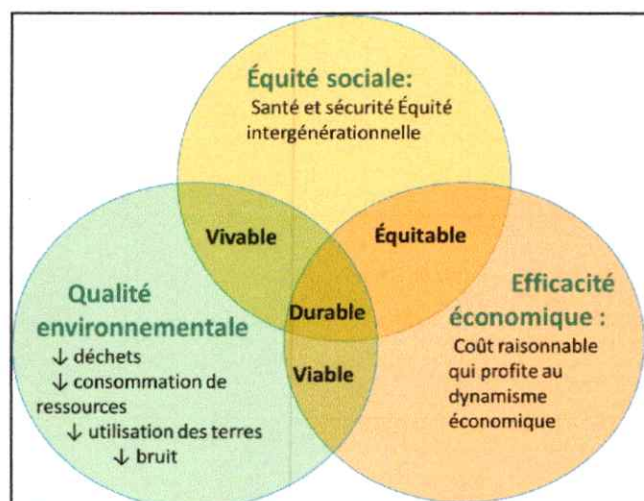 Équité sociale:
Santé et sécurité Équité
intergénérationnelle
Vivable
Équitable
Qualité
environnementale
↓ déchets
↓ consommation de
ressources
↓ utilisation des terres
↓ bruit
Durable
Viable
Efficacité
économique :
Coût raisonnable
qui profite au
dynamisme
économique